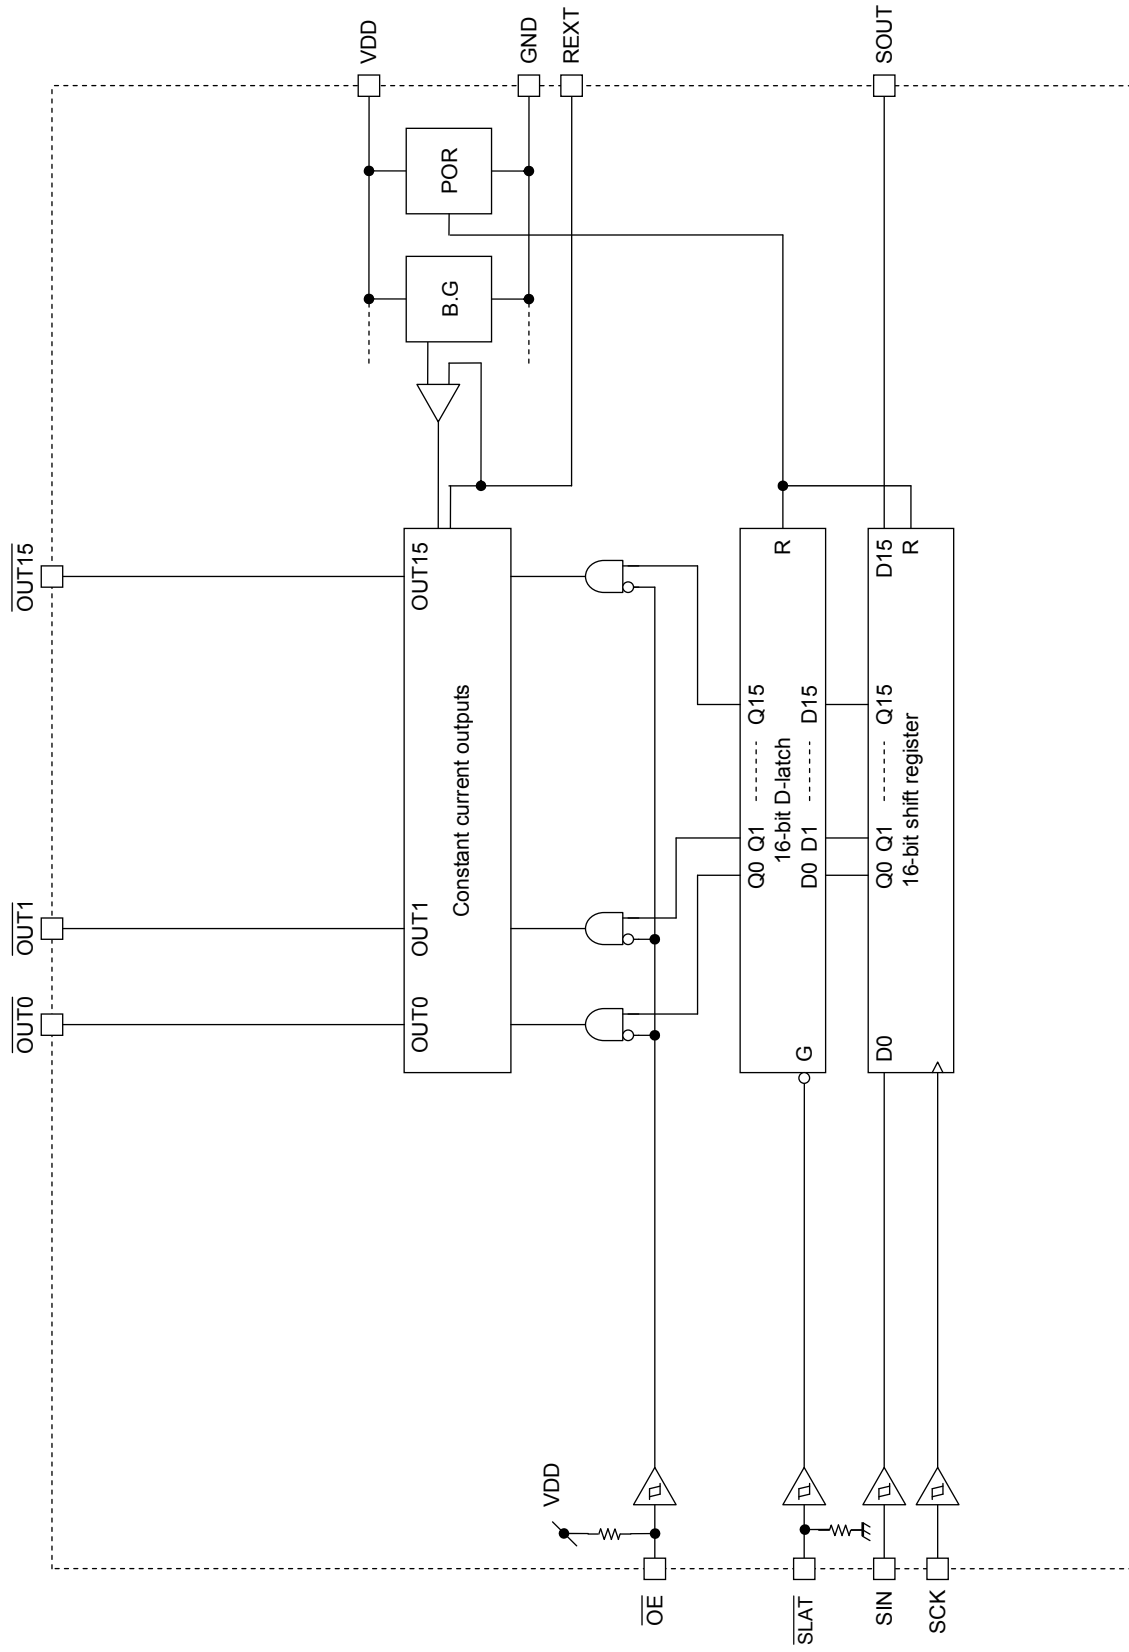 OUT0
OUT1
OUT15
VDD
GND
REXT
SOUT
POR
B.G
OUT0
OUT1
OUT15
Constant current outputs
VDD
OE
SLAT
SIN
SCK
G
R
Q0 Q1 Q15
16-bit D-latch
D0 D1 D15
D0
Q0 Q1 Q15
D15
R
16-bit shift register